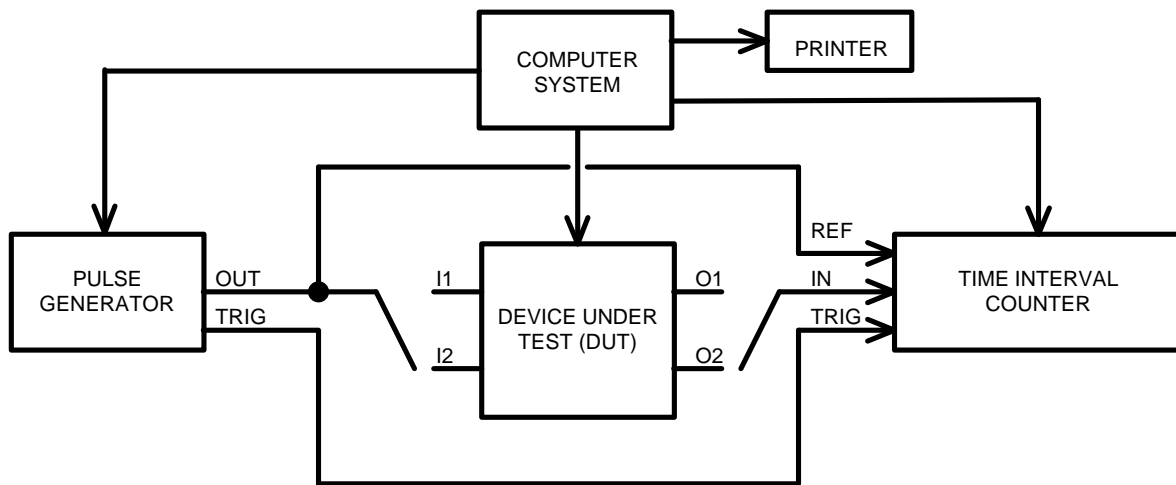 COMPUTER
SYSTEM
PRINTER
PULSE
GENERATOR
OUT
TRIG
I1
I2
DEVICE UNDER
TEST (DUT)
O1
O2
REF
IN
TRIG
TIME INTERVAL
COUNTER